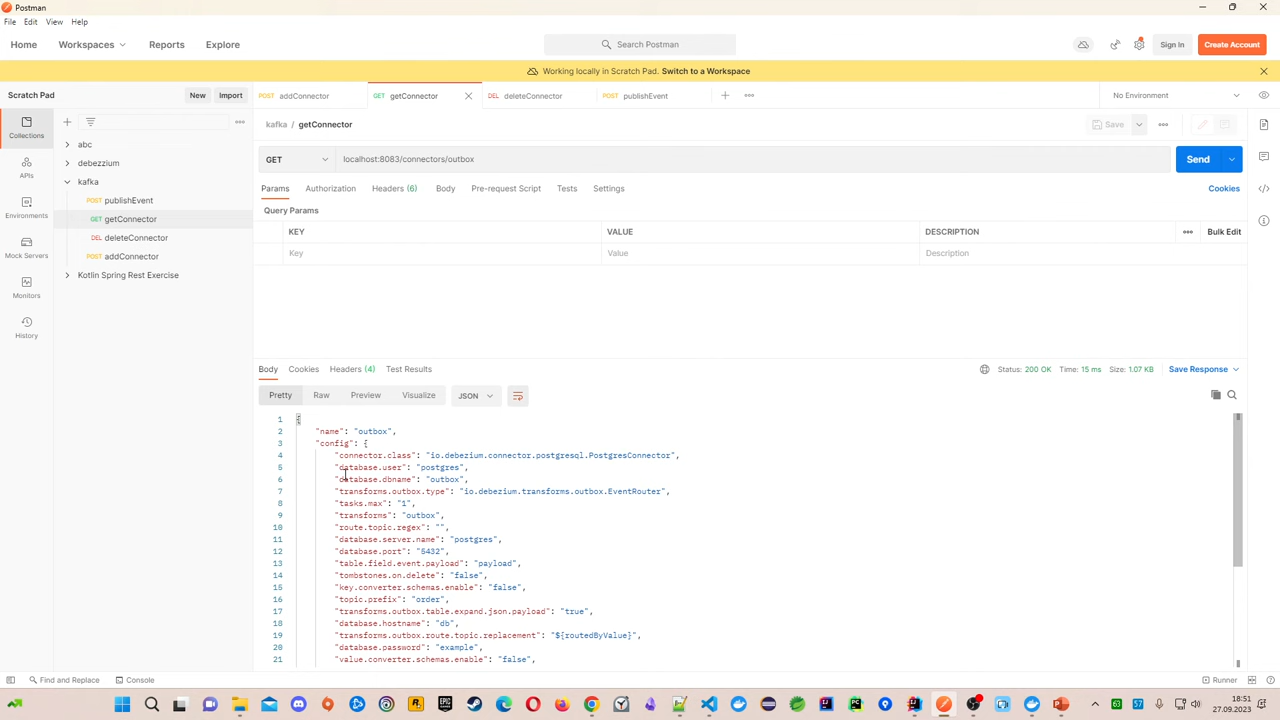 Postman
File Edit View Help
Home Workspaces Reports Explore Search Postman Sign In Create Account
Working locally in Scratch Pad. Switch to a Workspace
Scratch Pad New Import POST addConnector GET getConnector DEL deleteConnector POST publishEvent No Environment
Collections
APIs
Environments
Mock Servers
Monitors
History
abc
debezzium
kafka
POST publishEvent
GET getConnector
DEL deleteConnector
POST addConnector
Kotlin Spring Rest Exercise
kafka / getConnector Save
GET localhost:8083/connectors/outbox Send
Params Authorization Headers (6) Body Pre-request Script Tests Settings Cookies
Query Params
KEY VALUE DESCRIPTION Bulk Edit
Key Value Description
Body Cookies Headers (4) Test Results Status: 200 OK Time: 15 ms Size: 1.07 KB Save Response
Pretty Raw Preview Visualize JSON
1 {
2 "name": "outbox",
3 "config": {
4 "connector.class": "io.debezium.connector.postgresql.PostgresConnector",
5 "database.user": "postgres",
6 "database.dbname": "outbox",
7 "transforms.outbox.type": "io.debezium.transforms.outbox.EventRouter",
8 "tasks.max": "1",
9 "transforms": "outbox",
10 "route.topic.regex": "",
11 "database.server.name": "postgres",
12 "database.port": "5432",
13 "table.field.event.payload": "payload",
14 "tombstones.on.delete": "false",
15 "key.converter.schemas.enable": "false",
16 "topic.prefix": "order",
17 "transforms.outbox.table.expand.json.payload": "true",
18 "database.hostname": "db",
19 "transforms.outbox.route.topic.replacement": "${routedByValue}",
20 "database.password": "example",
21 "value.converter.schemas.enable": "false",
Find and Replace Console Runner
63 57 18:51
27.09.2023